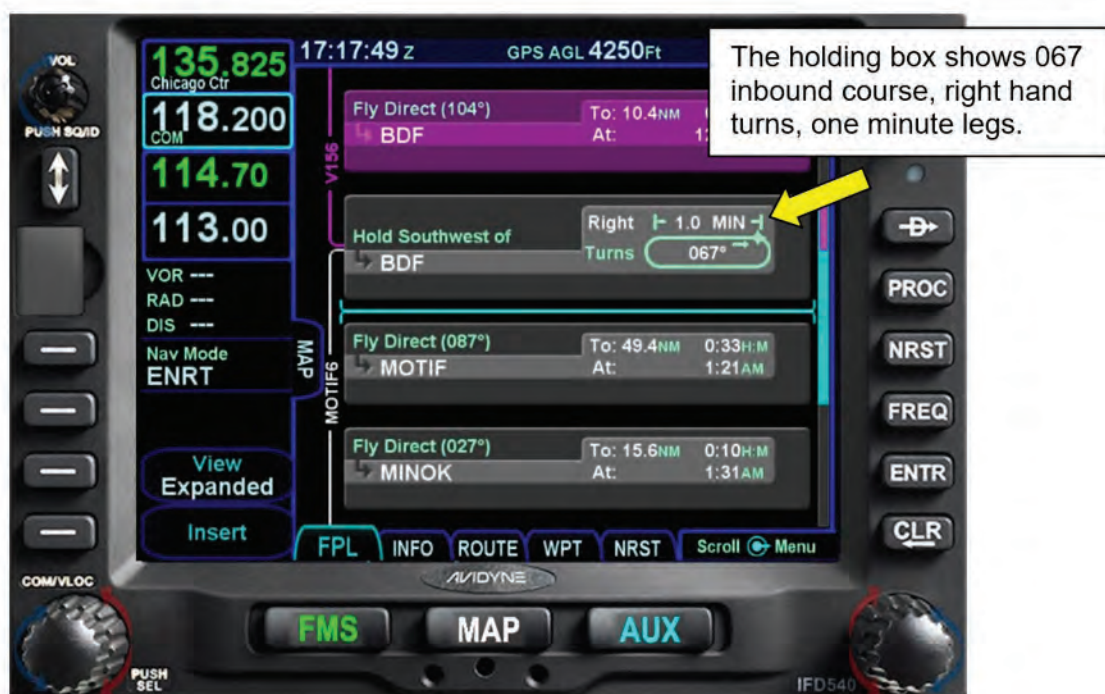 The holding box shows 067
inbound course, right hand
turns, one minute legs.
VOL
PUSH SQ/ID
135.825
Chicago Ctr
118.200
COM
114.70
113.00
VOR ---
RAD ---
DIS ---
Nav Mode
ENRT
View
Expanded
Insert
17:17:49 Z GPS AGL 4250Ft
MAP
V156
MOTIF6
Fly Direct (104°) To: 10.4NM
BDF At:
Hold Southwest of
BDF
Right 1.0 MIN
Turns 067°
Fly Direct (087°) To: 49.4NM 0:33H:M
MOTIF At: 1:21AM
Fly Direct (027°) To: 15.6NM 0:10H:M
MINOK At: 1:31AM
FPL INFO ROUTE WPT NRST Scroll Menu
D
PROC
NRST
FREQ
ENTR
CLR
COM/VLOC
PUSH
SEL
AVIDYNE
FMS MAP AUX
IFD540